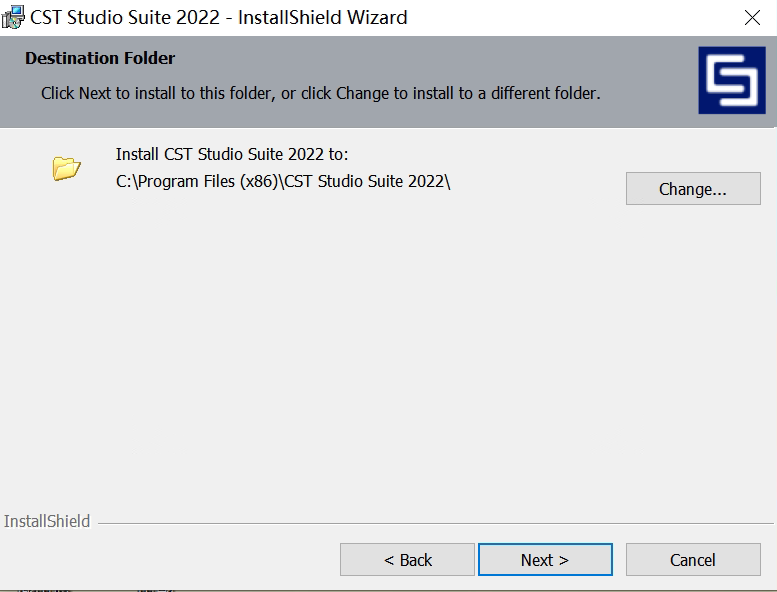 CST Studio Suite 2022 - InstallShield Wizard
Destination Folder
Click Next to install to this folder, or click Change to install to a different folder.
Install CST Studio Suite 2022 to:
C:\Program Files (x86)\CST Studio Suite 2022\
Change...
InstallShield
< Back
Next >
Cancel